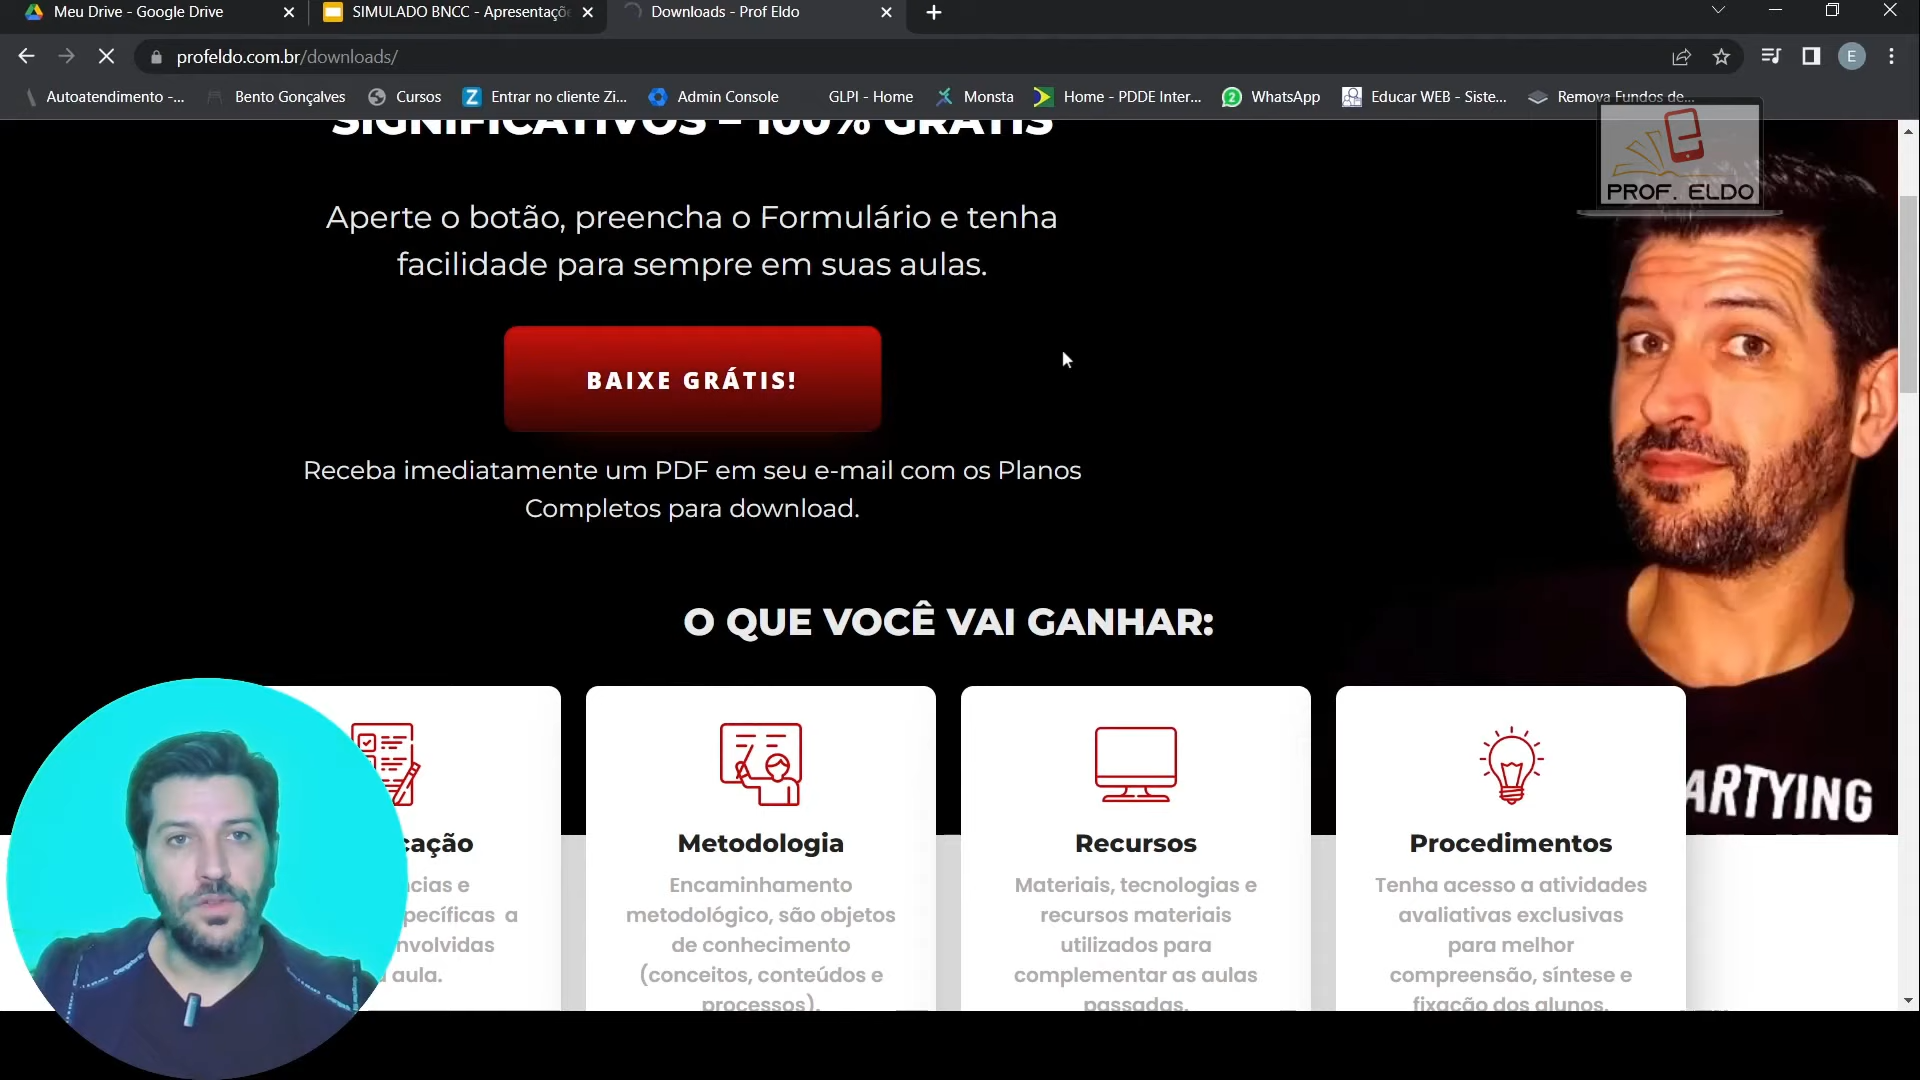 Meu Drive - Google Drive
SIMULADO BNCC - Apresentaçõ
Downloads - Prof Eldo
profeldo.com.br/downloads/
E
Autoatendimento -...
Bento Gonçalves
Cursos
Entrar no cliente Zi...
Admin Console
GLPI - Home
Monsta
Home - PDDE Inter...
WhatsApp
Educar WEB - Siste...
Remova Fundos de...
SIGNIFICATIVOS – 100% GRÁTIS
PROF. ELDO
Aperte o botão, preencha o Formulário e tenha
facilidade para sempre em suas aulas.
BAIXE GRÁTIS!
Receba imediatamente um PDF em seu e-mail com os Planos
Completos para download.
O QUE VOCÊ VAI GANHAR:
ARTYING
cação
ncias e
pecíficas a
nvolvidas
aula.
Metodologia
Encaminhamento
metodológico, são objetos
de conhecimento
(conceitos, conteúdos e
processos).
Recursos
Materiais, tecnologias e
recursos materiais
utilizados para
complementar as aulas
passadas.
Procedimentos
Tenha acesso a atividades
avaliativas exclusivas
para melhor
compreensão, síntese e
fixação dos alunos.